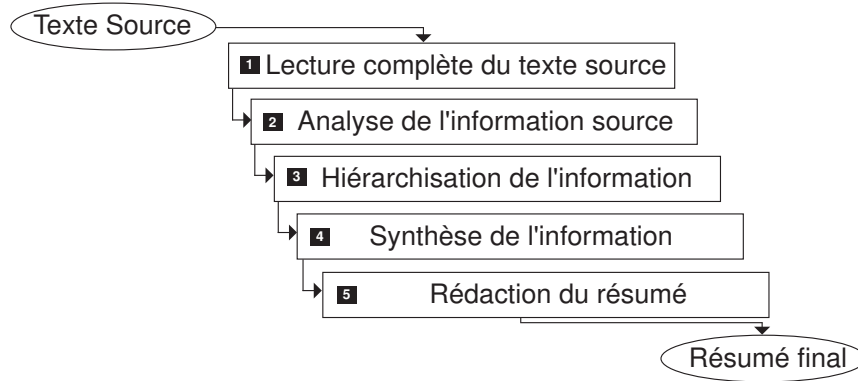 Texte Source
1 Lecture complète du texte source
2 Analyse de l'information source
3 Hiérarchisation de l'information
4 Synthèse de l'information
5 Rédaction du résumé
Résumé final